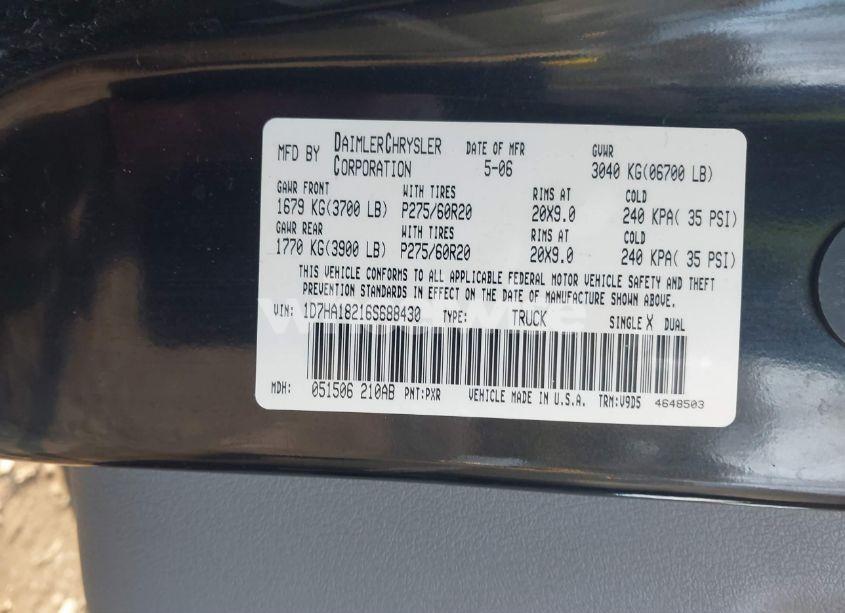 MFD BY DAIMLERCHRYSLER CORPORATION DATE OF MFR 5-06 GVWR 3040 KG(06700 LB)
GAWR FRONT WITH TIRES RIMS AT COLD
1679 KG(3700 LB) P275/60R20 20X9.0 240 KPA( 35 PSI)
GAWR REAR WITH TIRES RIMS AT COLD
1770 KG(3900 LB) P275/60R20 20X9.0 240 KPA( 35 PSI)
THIS VEHICLE CONFORMS TO ALL APPLICABLE FEDERAL MOTOR VEHICLE SAFETY AND THEFT
PREVENTION STANDARDS IN EFFECT ON THE DATE OF MANUFACTURE SHOWN ABOVE.
VIN: 1D7HA18216S688430 TYPE: TRUCK SINGLE X DUAL
MDH: 051506 210AB PNT:PXR VEHICLE MADE IN U.S.A. TRM:V9D5 4648503